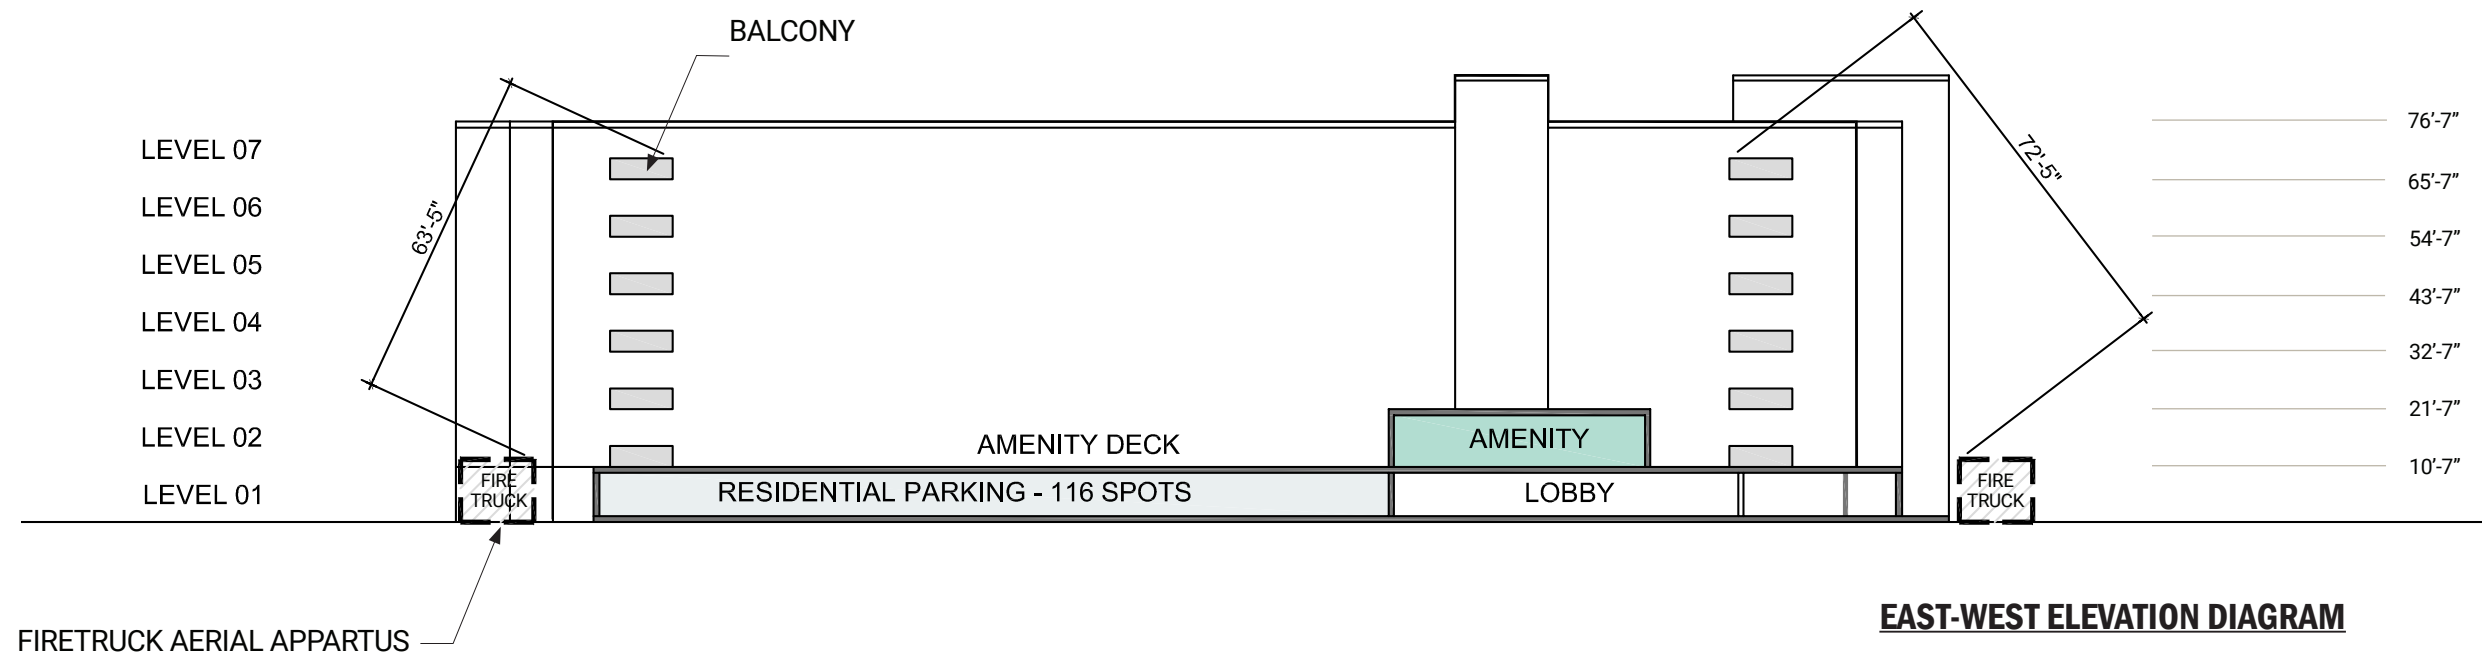 BALCONY
LEVEL 07
LEVEL 06
LEVEL 05
LEVEL 04
LEVEL 03
LEVEL 02
LEVEL 01
63'-5"
72'-5"
76’-7”
65’-7”
54’-7”
43’-7”
32’-7”
21’-7”
10’-7”
AMENITY DECK
AMENITY
FIRE
TRUCK
RESIDENTIAL PARKING - 116 SPOTS
LOBBY
FIRE
TRUCK
FIRETRUCK AERIAL APPARTUS
EAST-WEST ELEVATION DIAGRAM